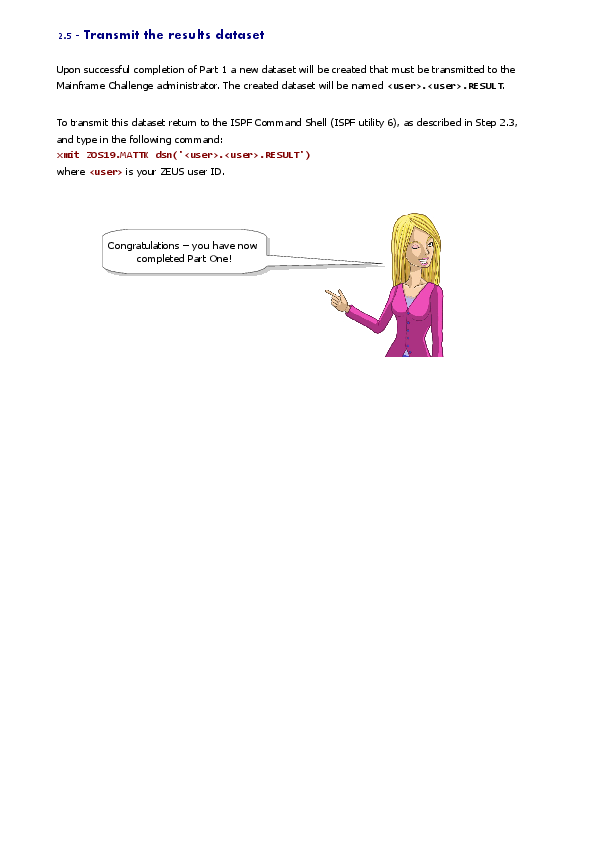 2.5 - Transmit the results dataset
Upon successful completion of Part 1 a new dataset will be created that must be transmitted to the
Mainframe Challenge administrator. The created dataset will be named <user>.<user>.RESULT.
To transmit this dataset return to the ISPF Command Shell (ISPF utility 6), as described in Step 2.3,
and type in the following command:
xmit ZOS19.MATTK dsn('<user>.<user>.RESULT')
where <user> is your ZEUS user ID.
Congratulations – you have now
completed Part One!